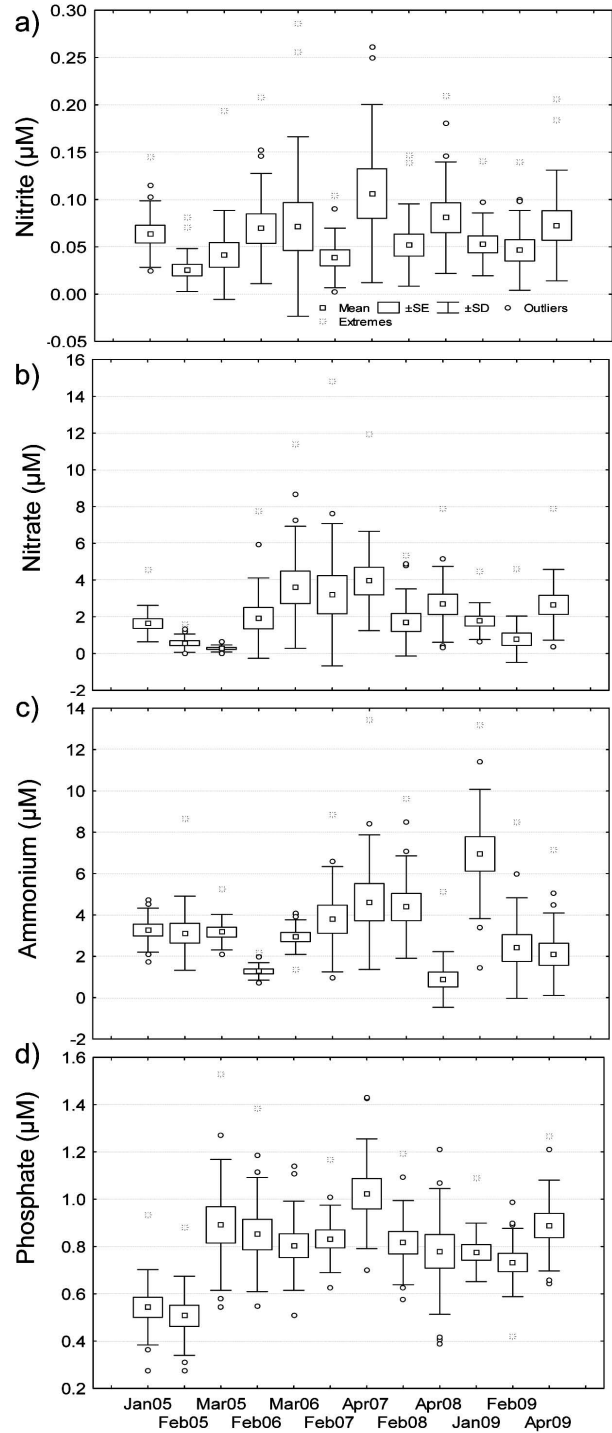 a)
Nitrite (µM)
0.30
0.25
0.20
0.15
0.10
0.05
0.00
-0.05
Mean ±SE ±SD Outliers
Extremes
b)
Nitrate (µM)
16
14
12
10
8
6
4
2
0
-2
c)
Ammonium (µM)
14
12
10
8
6
4
2
0
-2
d)
Phosphate (µM)
1.6
1.4
1.2
1.0
0.8
0.6
0.4
0.2
Jan05 Mar05 Mar06 Apr07 Apr08 Feb09
Feb05 Feb06 Feb07 Feb08 Jan09 Apr09